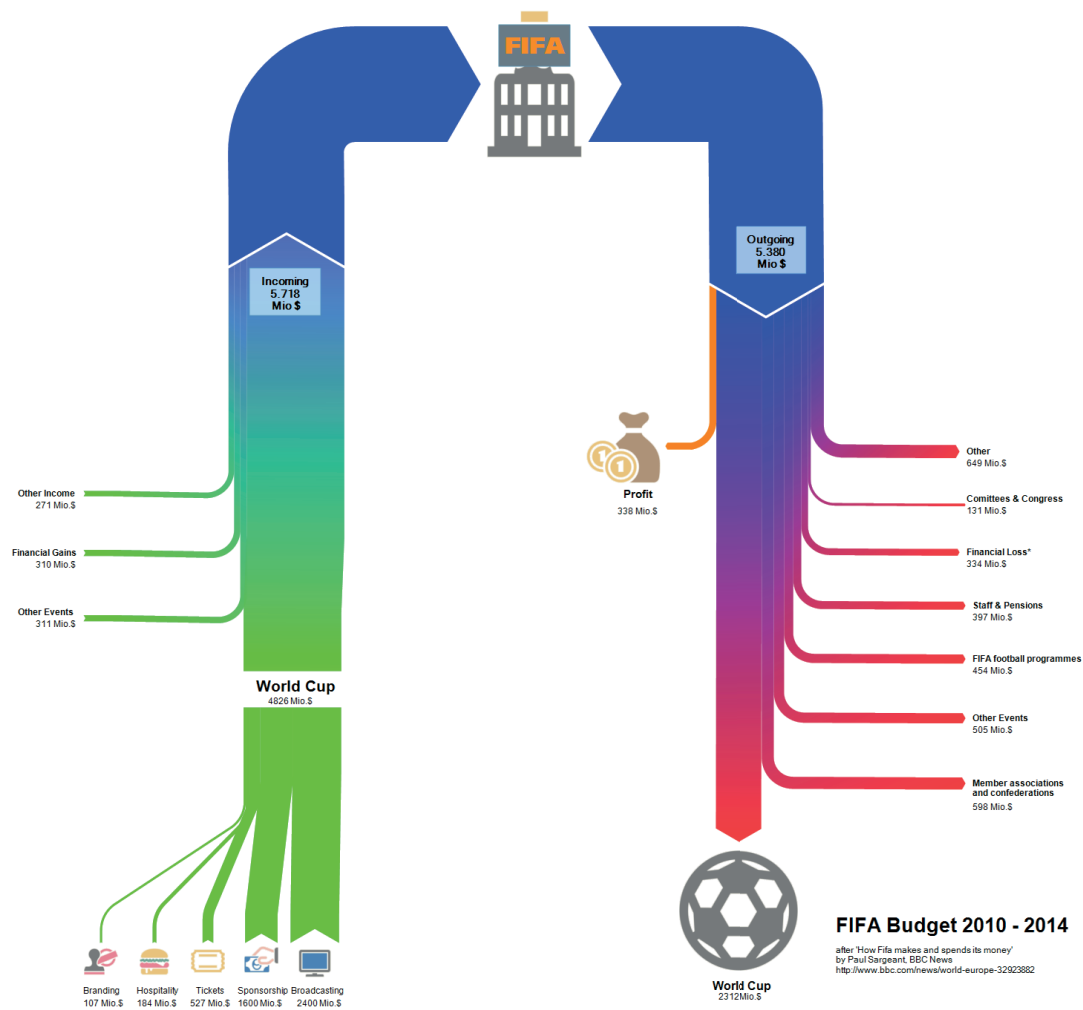 FIFA
Outgoing
5.380
Mio $
Incoming
5.718
Mio $
Other
649 Mio.$
Profit
338 Mio.$
Other Income
271 Mio.$
Comittees & Congress
131 Mio.$
Financial Gains
310 Mio.$
Financial Loss*
334 Mio.$
Other Events
311 Mio.$
Staff & Pensions
397 Mio.$
FIFA football programmes
454 Mio.$
World Cup
4826 Mio.$
Other Events
505 Mio.$
Member associations
and confederations
598 Mio.$
1
1
FIFA Budget 2010 - 2014
after 'How Fifa makes and spends its money'
by Paul Sargeant, BBC News
http://www.bbc.com/news/world-europe-32923882
Branding
107 Mio.$
Hospitality
184 Mio.$
Tickets
527 Mio.$
Sponsorship
1600 Mio.$
Broadcasting
2400 Mio.$
World Cup
2312Mio.$